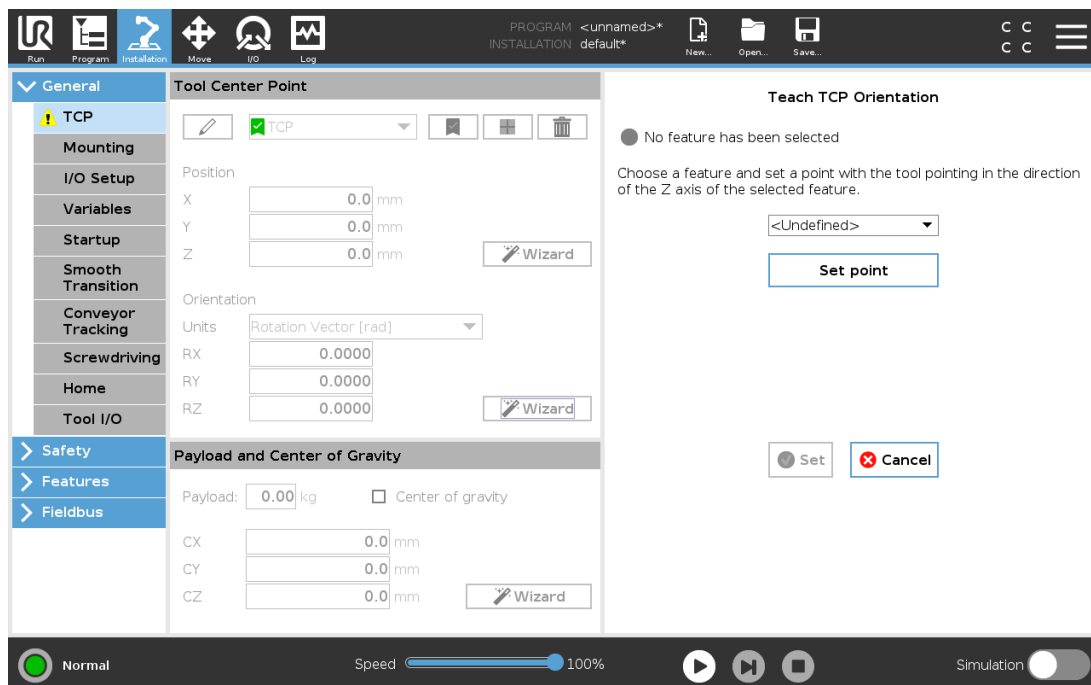 PROGRAM <unnamed>*
INSTALLATION default*
Run
Program
Installation
Move
I/O
Log
New...
Open...
Save...
C C
C C
General
TCP
Mounting
I/O Setup
Variables
Startup
Smooth
Transition
Conveyor
Tracking
Screwdriving
Home
Tool I/O
Safety
Features
Fieldbus
Tool Center Point
TCP
Position
X 0.0 mm
Y 0.0 mm
Z 0.0 mm
Wizard
Orientation
Units Rotation Vector [rad]
RX 0.0000
RY 0.0000
RZ 0.0000
Wizard
Payload and Center of Gravity
Payload: 0.00 kg Center of gravity
CX 0.0 mm
CY 0.0 mm
CZ 0.0 mm
Wizard
Teach TCP Orientation
No feature has been selected
Choose a feature and set a point with the tool pointing in the direction
of the Z axis of the selected feature.
<Undefined>
Set point
Set
Cancel
Normal
Speed 100%
Simulation